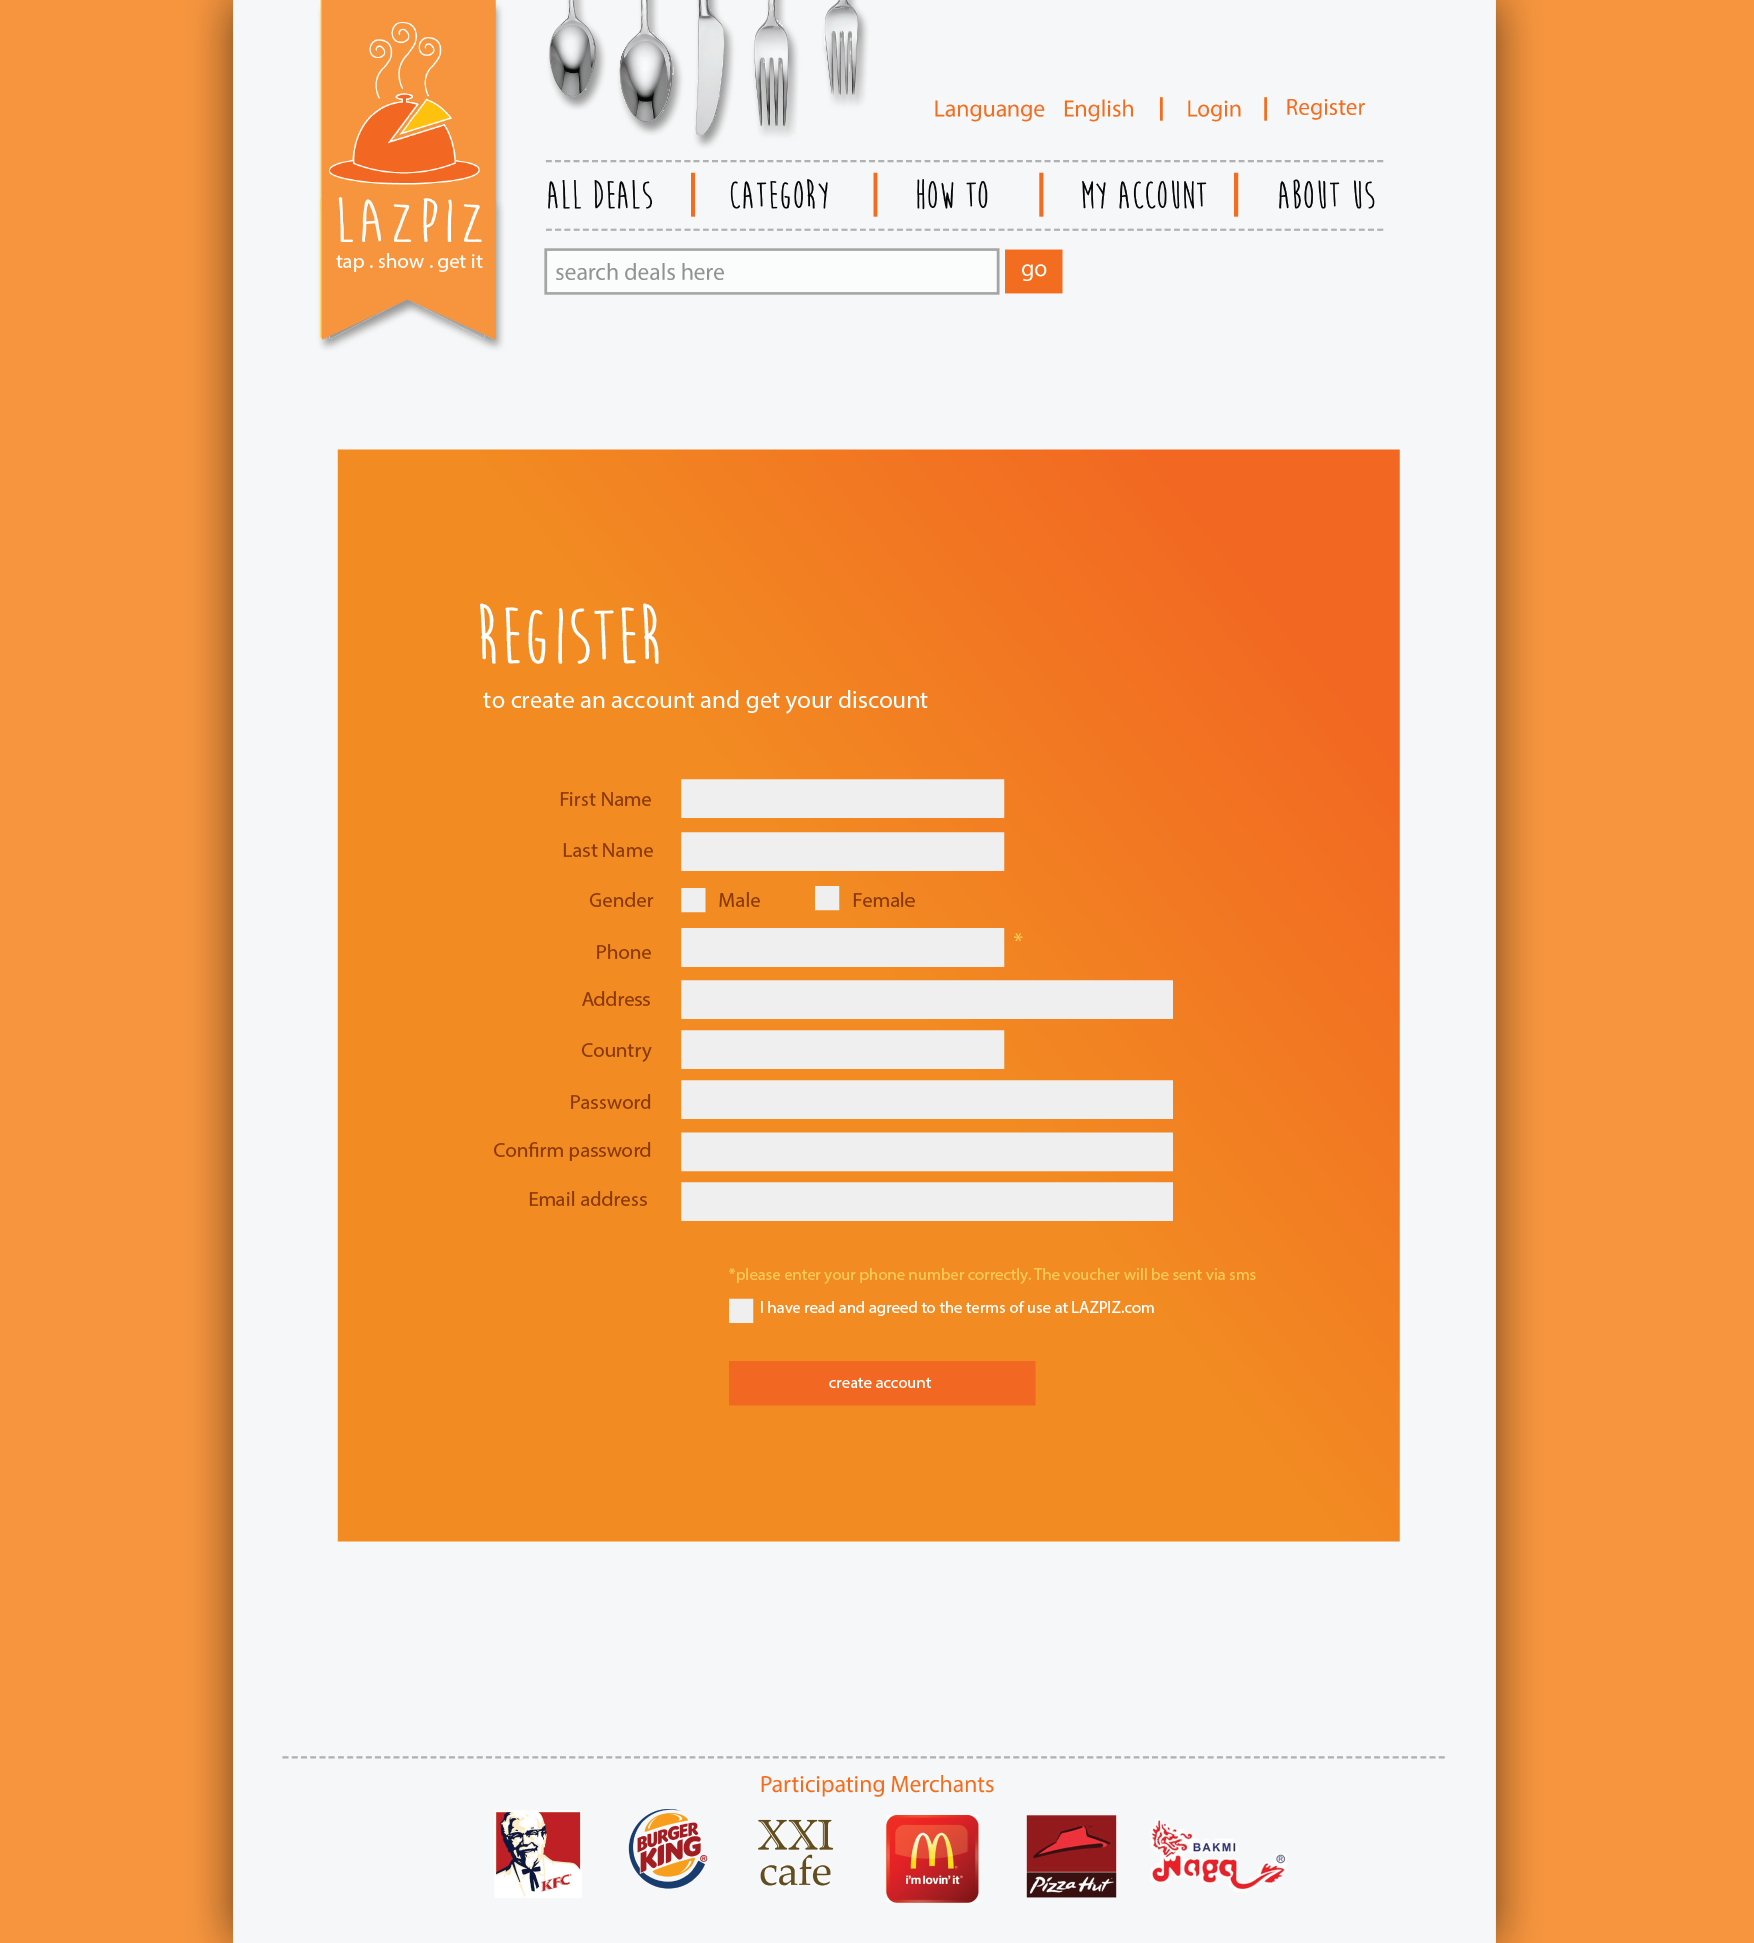 LAZPIZ
tap . show . get it
Languange English | Login | Register
ALL DEALS | CATEGORY | HOW TO | MY ACCOUNT | ABOUT US
search deals here go
REGISTER
to create an account and get your discount
First Name
Last Name
Gender Male Female
Phone *
Address
Country
Password
Confirm password
Email address
*please enter your phone number correctly. The voucher will be sent via sms
I have read and agreed to the terms of use at LAZPIZ.com
create account
Participating Merchants
KFC
BURGER KING ®
XXI cafe
i'm lovin' it
Pizza Hut
BAKMI Naga ®